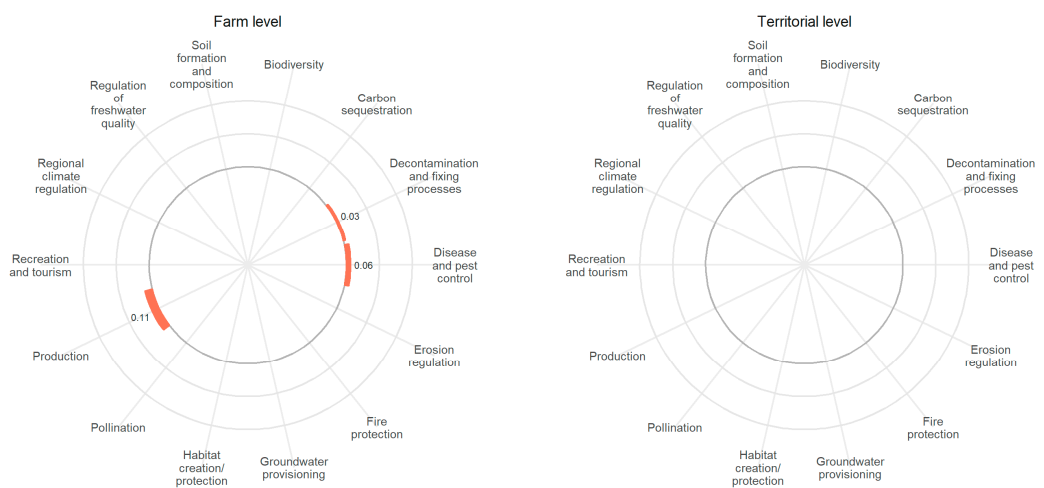 Farm level
Soil
formation
and
composition
Biodiversity
Carbon
sequestration
Decontamination
and fixing
processes
Disease
and pest
control
Erosion
regulation
Fire
protection
Groundwater
provisioning
Habitat
creation/
protection
Pollination
Production
Recreation
and tourism
Regional
climate
regulation
Regulation
of
freshwater
quality
0.03
0.06
0.11
Territorial level
Soil
formation
and
composition
Biodiversity
Carbon
sequestration
Decontamination
and fixing
processes
Disease
and pest
control
Erosion
regulation
Fire
protection
Groundwater
provisioning
Habitat
creation/
protection
Pollination
Production
Recreation
and tourism
Regional
climate
regulation
Regulation
of
freshwater
quality